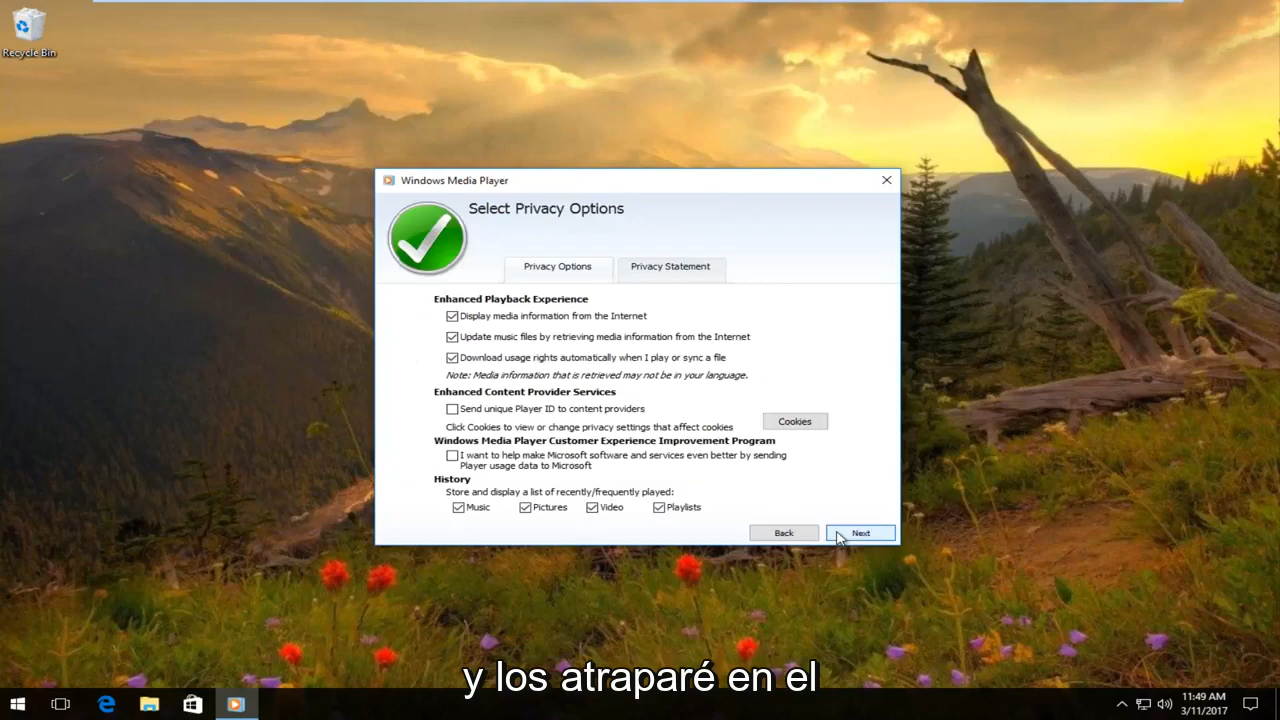 Recycle Bin
Windows Media Player
Select Privacy Options
Privacy Options
Privacy Statement
Enhanced Playback Experience
Display media information from the Internet
Update music files by retrieving media information from the Internet
Download usage rights automatically when I play or sync a file
Note: Media information that is retrieved may not be in your language.
Enhanced Content Provider Services
Send unique Player ID to content providers
Click Cookies to view or change privacy settings that affect cookies
Cookies
Windows Media Player Customer Experience Improvement Program
I want to help make Microsoft software and services even better by sending
Player usage data to Microsoft
History
Store and display a list of recently/frequently played:
Music Pictures Video Playlists
Back Next
y los atraparé en el
11:49 AM
3/11/2017